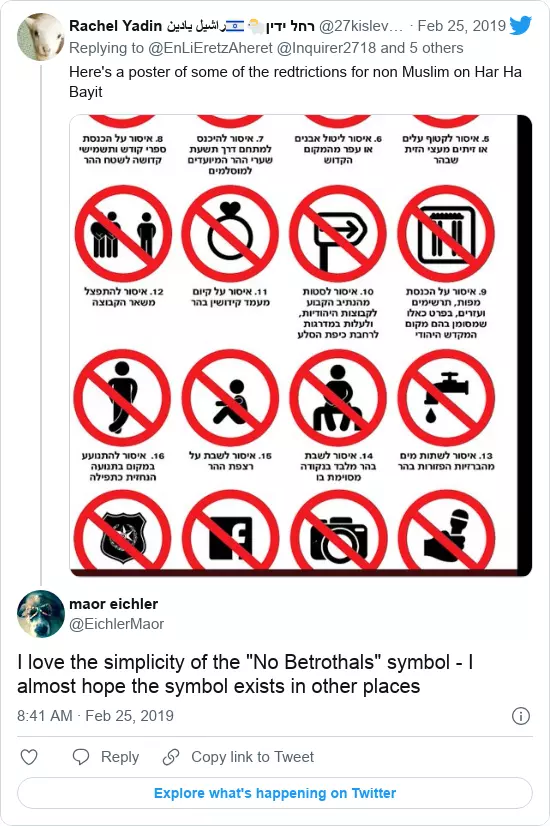 Rachel Yadin راشيل يادين🇮🇱🐑רחל ידין @27kislev… · Feb 25, 2019
Replying to @EnLiEretzAheret @Inquirer2718 and 5 others
Here's a poster of some of the redtrictions for non Muslim on Har Ha
Bayit
5. איסור לקטוף עלים
או זיתים מעצי הזית
שבהר
6. איסור ליטול אבנים
או עפר מהמקום
הקדוש
7. איסור להיכנס
למתחם דרך תשעת
שערי ההר המיועדים
למוסלמים
8. איסור על הכנסת
ספרי קודש ותשמישי
קדושה לשטח ההר
9. איסור על הכנסת
מפות, תרשימים
ועזרים, בפרט כאלו
שמסומן בהם מקום
המקדש היהודי
10. איסור לסטות
מהנתיב הקבוע
לקבוצות היהודיות,
ולעלות במדרגות
לרחבת כיפת הסלע
11. איסור על קיום
מעמד קידושין בהר
12. איסור להתפצל
משאר הקבוצה
13. איסור לשתות מים
מהברזיות הפזורות בהר
14. איסור לשבת
בהר מלבד בנקודה
מסוימת בו
15. איסור לשבת על
רצפת ההר
16. איסור להתנועע
במקום בתנועה
הנחזית כתפילה
maor eichler
@EichlerMaor
I love the simplicity of the "No Betrothals" symbol - I
almost hope the symbol exists in other places
8:41 AM · Feb 25, 2019
Reply
Copy link to Tweet
Explore what's happening on Twitter